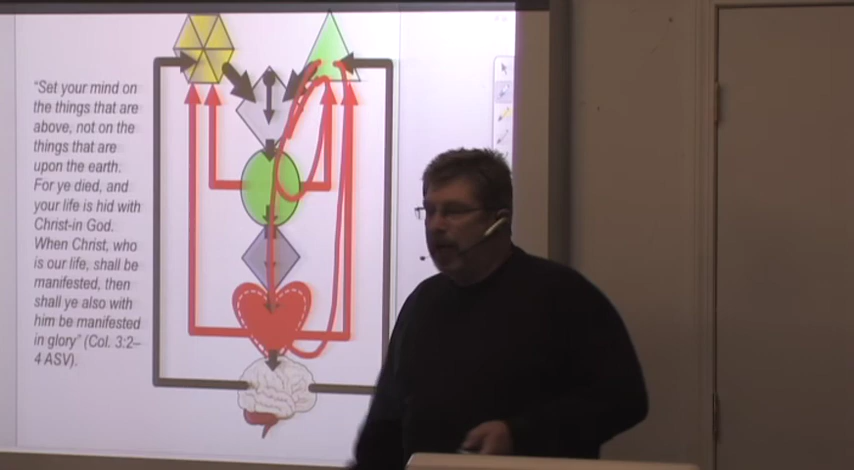 “Set your mind on
the things that are
above, not on the
things that are
upon the earth.
For ye died, and
your life is hid with
Christ-in God.
When Christ, who
is our life, shall be
manifested, then
shall ye also with
him be manifested
in glory” (Col. 3:2–
4 ASV).